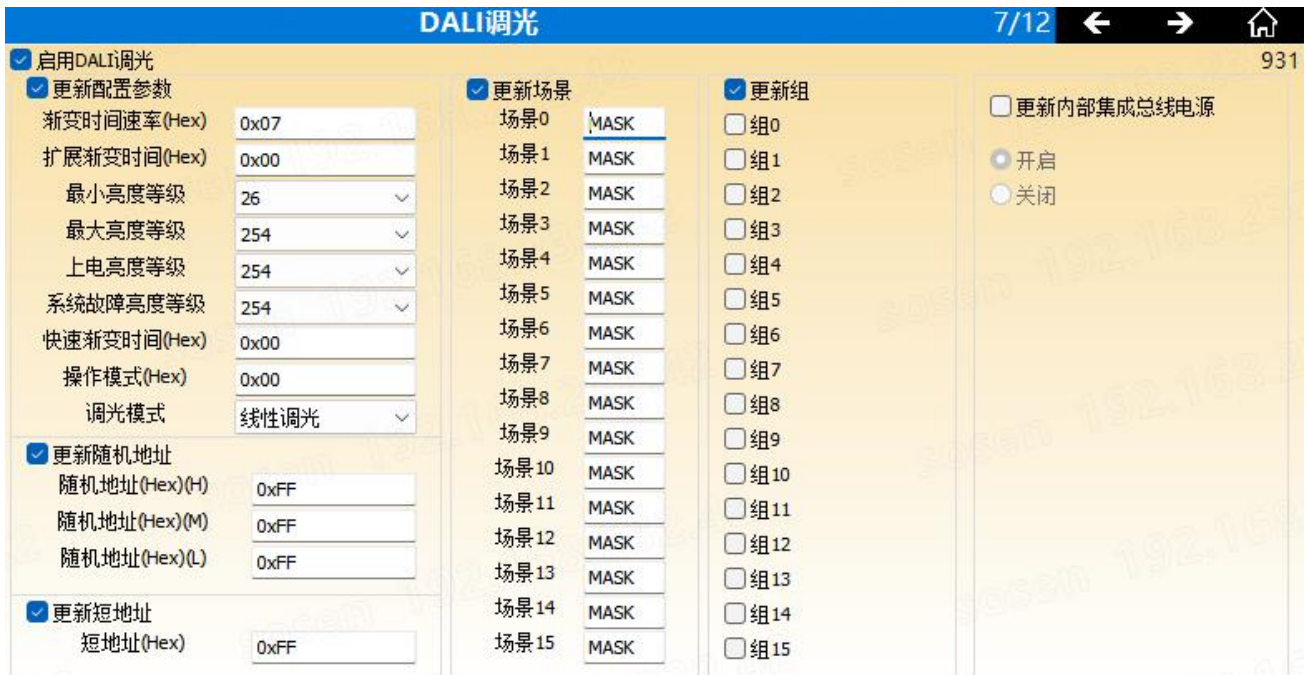 DALI调光
7/12
启用DALI调光
931
更新配置参数
渐变时间速率(Hex) 0x07
扩展渐变时间(Hex) 0x00
最小亮度等级 26
最大亮度等级 254
上电亮度等级 254
系统故障亮度等级 254
快速渐变时间(Hex) 0x00
操作模式(Hex) 0x00
调光模式 线性调光
更新随机地址
随机地址(Hex)(H) 0xFF
随机地址(Hex)(M) 0xFF
随机地址(Hex)(L) 0xFF
更新短地址
短地址(Hex) 0xFF
更新场景
场景0 MASK
场景1 MASK
场景2 MASK
场景3 MASK
场景4 MASK
场景5 MASK
场景6 MASK
场景7 MASK
场景8 MASK
场景9 MASK
场景10 MASK
场景11 MASK
场景12 MASK
场景13 MASK
场景14 MASK
场景15 MASK
更新组
组0
组1
组2
组3
组4
组5
组6
组7
组8
组9
组10
组11
组12
组13
组14
组15
更新内部集成总线电源
开启
关闭